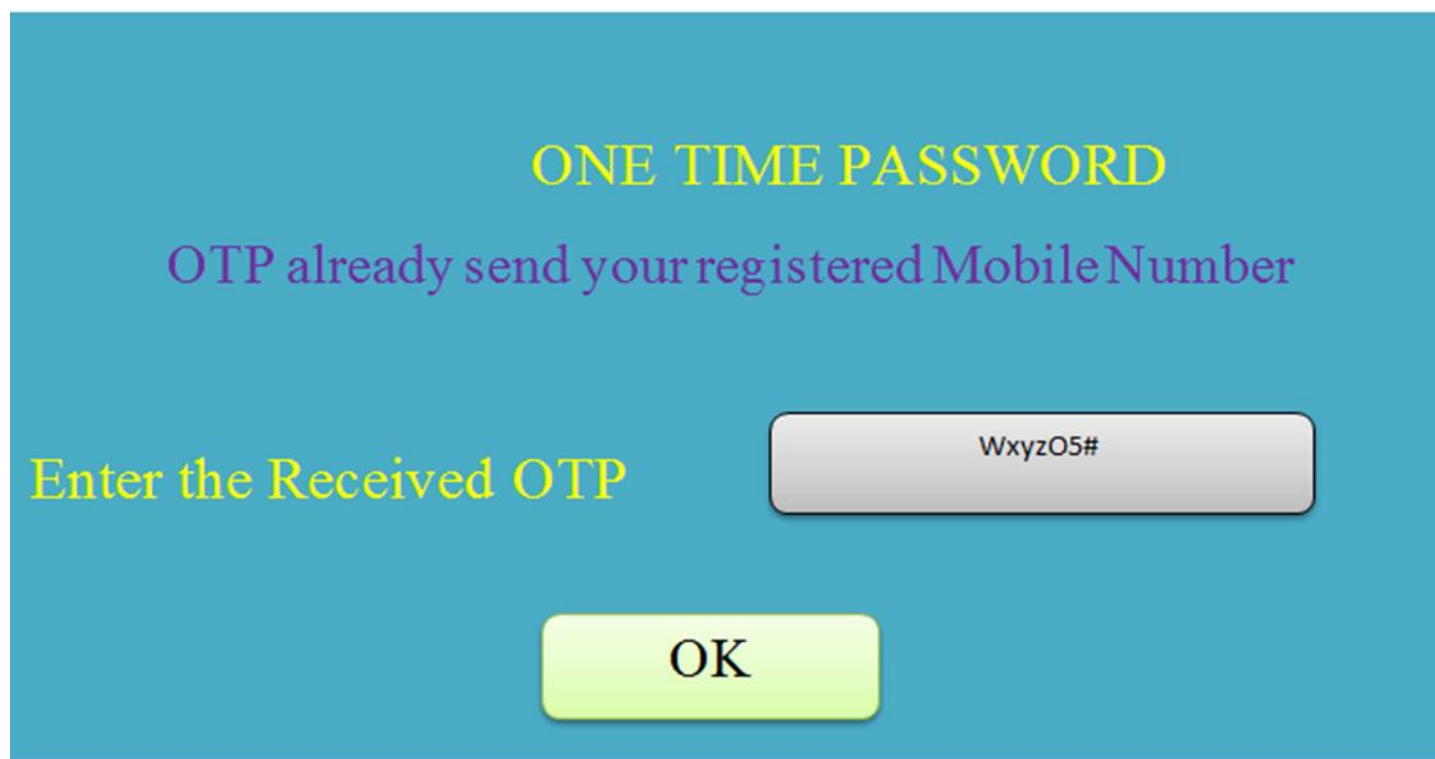 ONE TIME PASSWORD
OTP already send your registered Mobile Number
Enter the Received OTP
WxyzO5#
OK